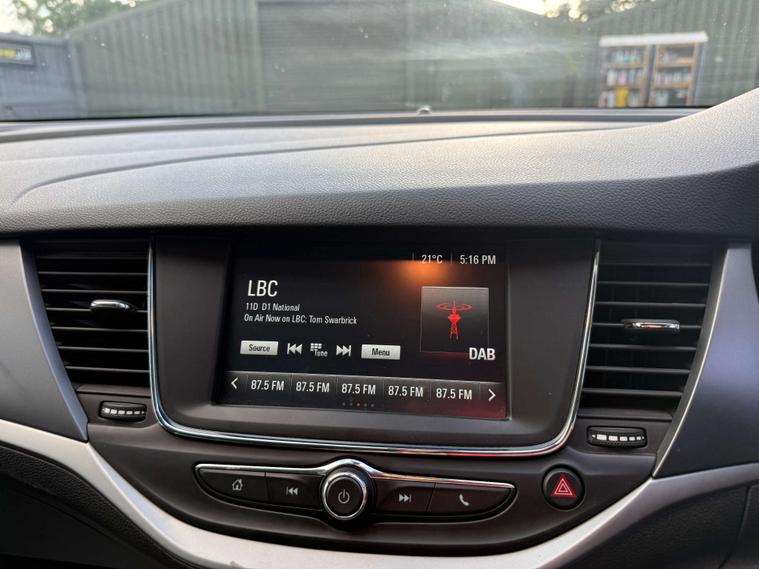 21°C 5:16 PM
LBC
11D D1 National
On Air Now on LBC: Tom Swarbrick
DAB
Source Tune Menu
87.5 FM 87.5 FM 87.5 FM 87.5 FM 87.5 FM